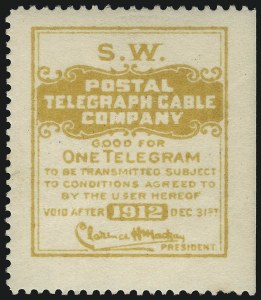 S.W.
POSTAL
TELEGRAPH CABLE
COMPANY
GOOD FOR
ONE TELEGRAM
TO BE TRANSMITTED SUBJECT
TO CONDITIONS AGREED TO
BY THE USER HEREOF
VOID AFTER 1912 DEC. 31ST
Clarence H Mackay
PRESIDENT